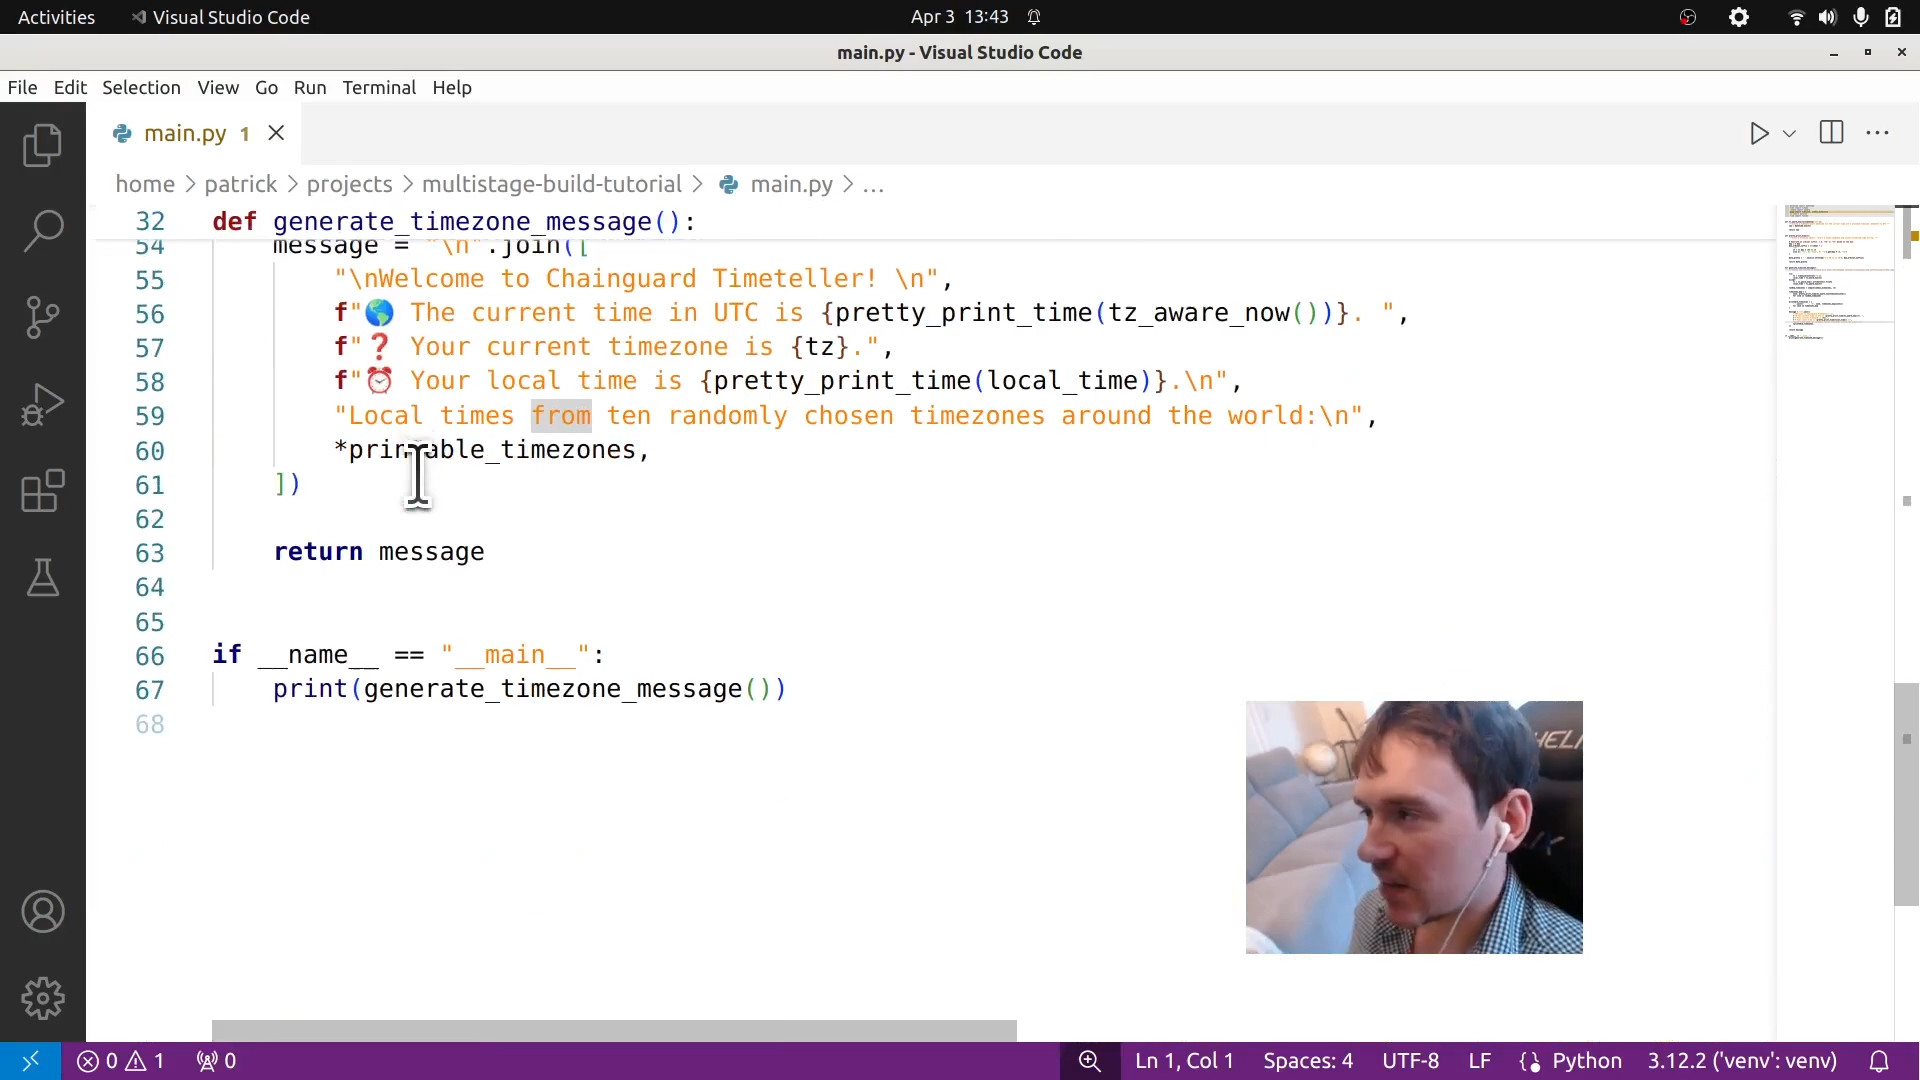 Activities Visual Studio Code Apr 3 13:43
main.py - Visual Studio Code
File Edit Selection View Go Run Terminal Help
main.py 1
home > patrick > projects > multistage-build-tutorial > main.py > ...
32 def generate_timezone_message():
54 message = "\n".join([
55 "\nWelcome to Chainguard Timeteller! \n",
56 f"🌎 The current time in UTC is {pretty_print_time(tz_aware_now())}. ",
57 f"❓ Your current timezone is {tz}.",
58 f"⏰ Your local time is {pretty_print_time(local_time)}.\n",
59 "Local times from ten randomly chosen timezones around the world:\n",
60 *printable_timezones,
61 ])
62
63 return message
64
65
66 if __name__ == "__main__":
67 print(generate_timezone_message())
68
0 1 0 Ln 1, Col 1 Spaces: 4 UTF-8 LF Python 3.12.2 ('venv': venv)